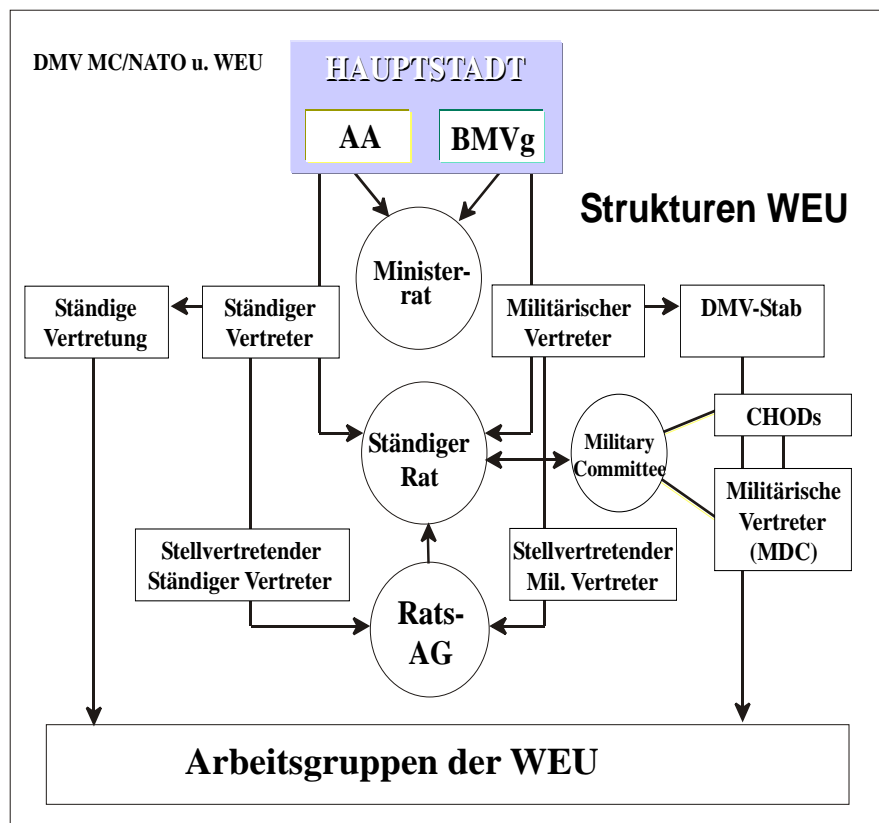 DMV MC/NATO u. WEU
HAUPTSTADT
AA
BMVg
Strukturen WEU
Minister-
rat
Ständige
Vertretung
Ständiger
Vertreter
Militärischer
Vertreter
DMV-Stab
Ständiger
Rat
Military
Committee
CHODs
Militärische
Vertreter
(MDC)
Stellvertretender
Ständiger Vertreter
Stellvertretender
Mil. Vertreter
Rats-
AG
Arbeitsgruppen der WEU